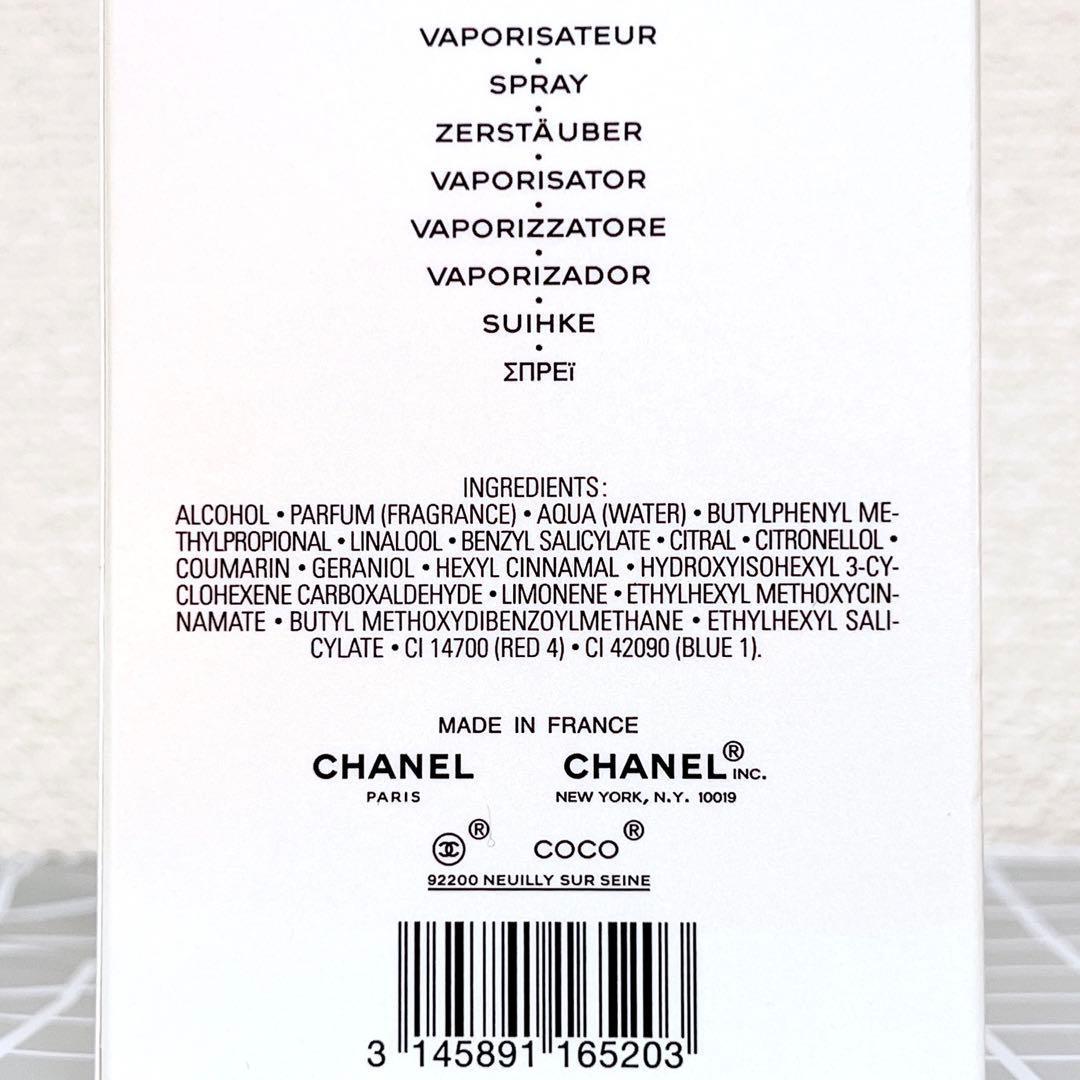 VAPORISATEUR
•
SPRAY
•
ZERSTÄUBER
•
VAPORISATOR
•
VAPORIZZATORE
•
VAPORIZADOR
•
SUIHKE
•
ΣΠΡΕϊ
INGREDIENTS:
ALCOHOL • PARFUM (FRAGRANCE) • AQUA (WATER) • BUTYLPHENYL ME-
THYLPROPIONAL • LINALOOL • BENZYL SALICYLATE • CITRAL • CITRONELLOL •
COUMARIN • GERANIOL • HEXYL CINNAMAL • HYDROXYISOHEXYL 3-CY-
CLOHEXENE CARBOXALDEHYDE • LIMONENE • ETHYLHEXYL METHOXYCIN-
NAMATE • BUTYL METHOXYDIBENZOYLMETHANE • ETHYLHEXYL SALI-
CYLATE • CI 14700 (RED 4) • CI 42090 (BLUE 1).
MADE IN FRANCE
CHANEL CHANEL® INC.
PARIS NEW YORK, N.Y. 10019
® COCO®
92200 NEUILLY SUR SEINE
3 145891 165203